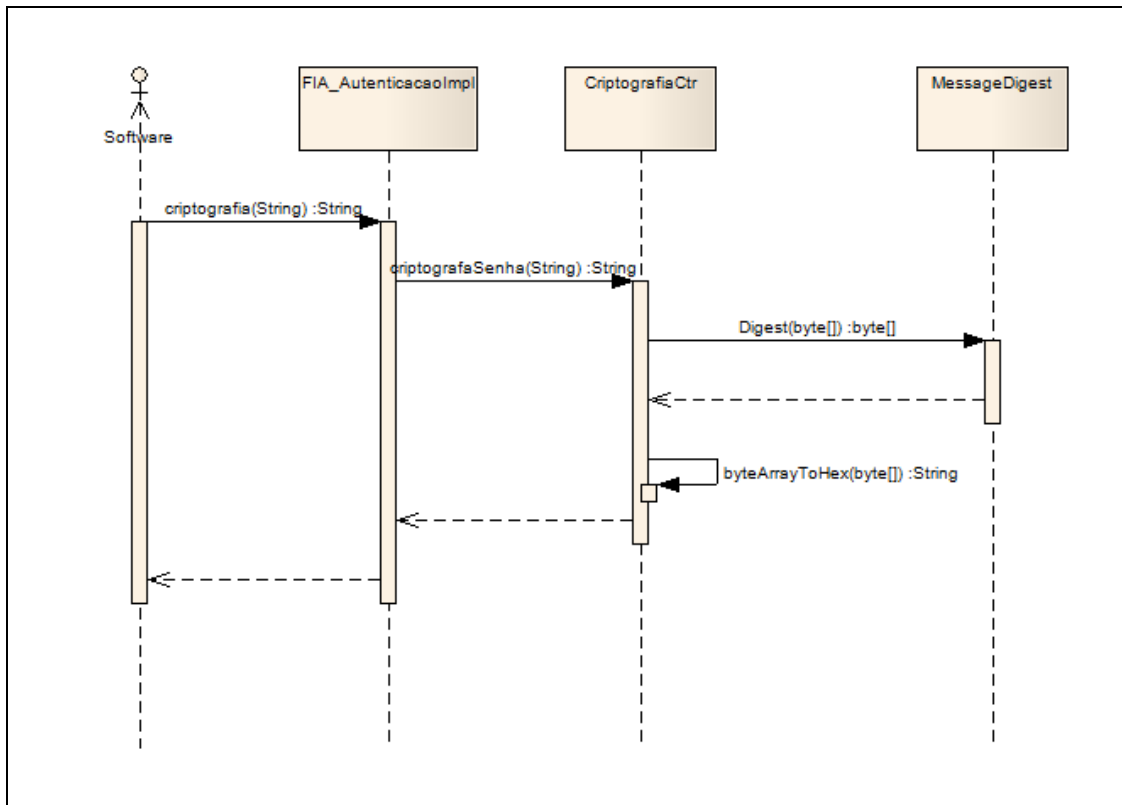 FIA_AutenticacaoImpl
CriptografiaCtr
MessageDigest
Software
criptografia(String) :String
criptografaSenha(String) :String
Digest(byte[]) :byte[]
byteArrayToHex(byte[]) :String